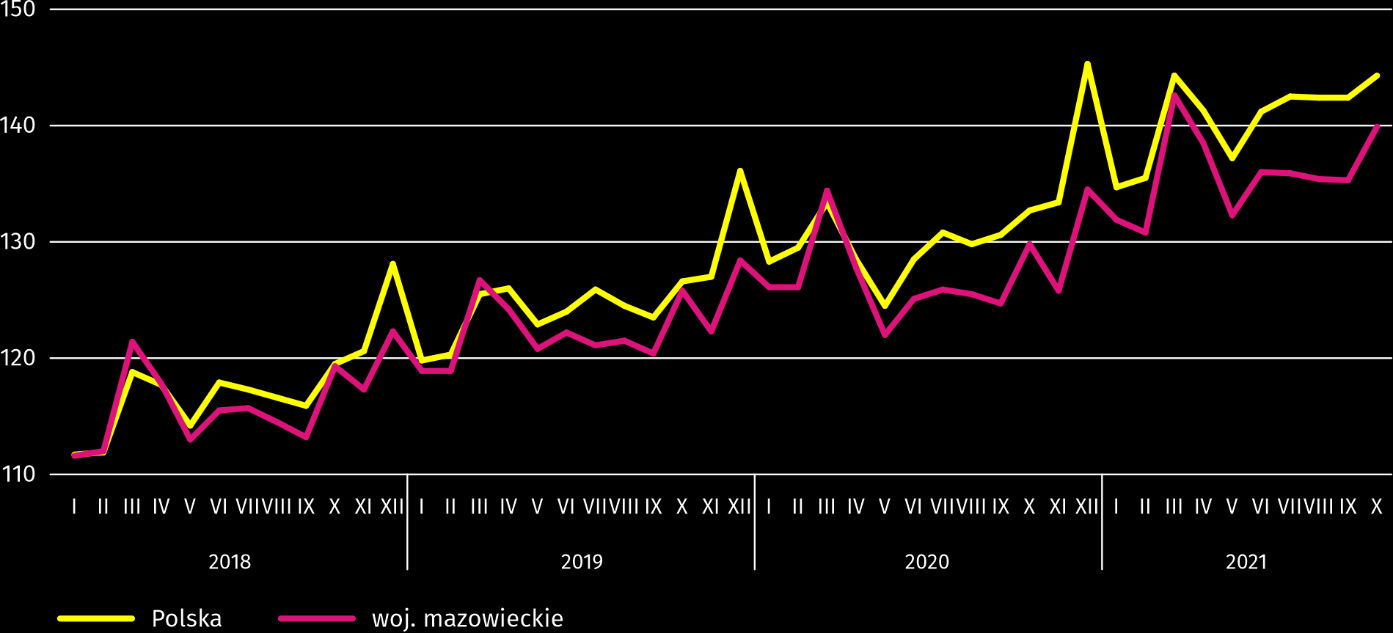 150
140
130
120
110
I II III IV V VI VII VIII IX X XI XII I II III IV V VI VII VIII IX X XI XII I II III IV V VI VII VIII IX X XI XII I II III IV V VI VII VIII IX X
2018 2019 2020 2021
Polska woj. mazowieckie